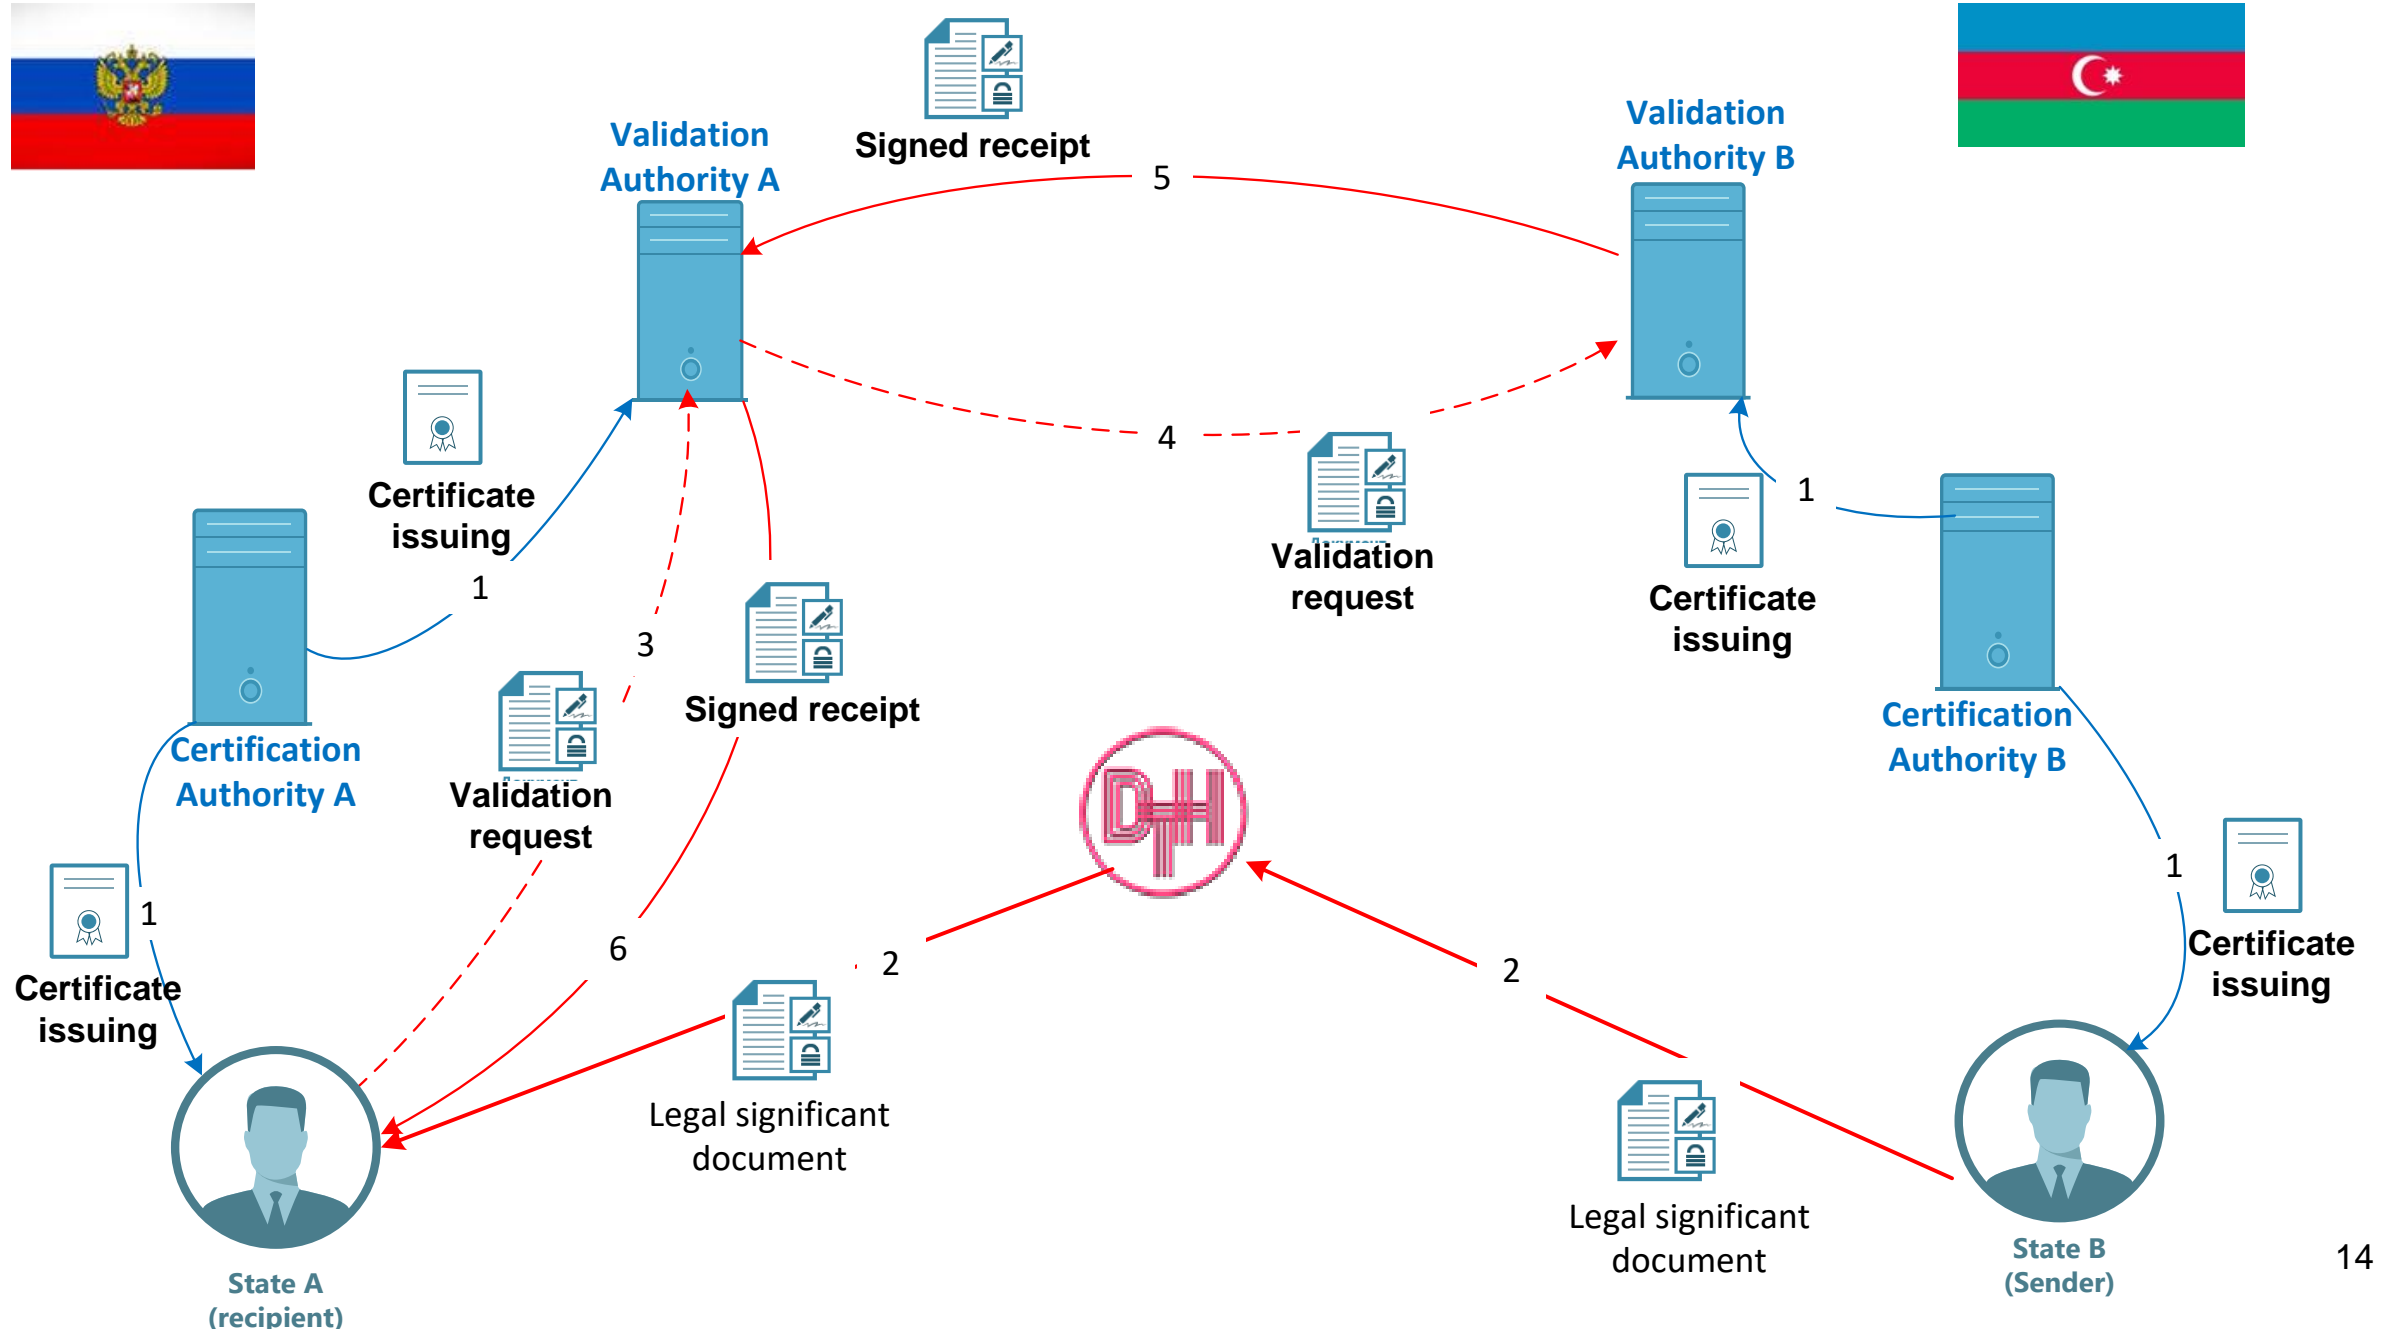 Signed receipt
Validation
Authority A
Validation
Authority B
5
Certificate
issuing
1
4
Validation
request
1
Certificate
issuing
3
Signed receipt
Certification
Authority A
Validation
request
Certification
Authority B
DTH
1
Certificate
issuing
1
Certificate
issuing
6
2
2
Legal significant
document
Legal significant
document
State A
(recipient)
State B
(Sender)
14